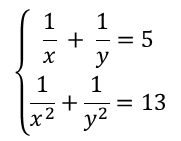 1/x + 1/y = 5
1/x² + 1/y² = 13